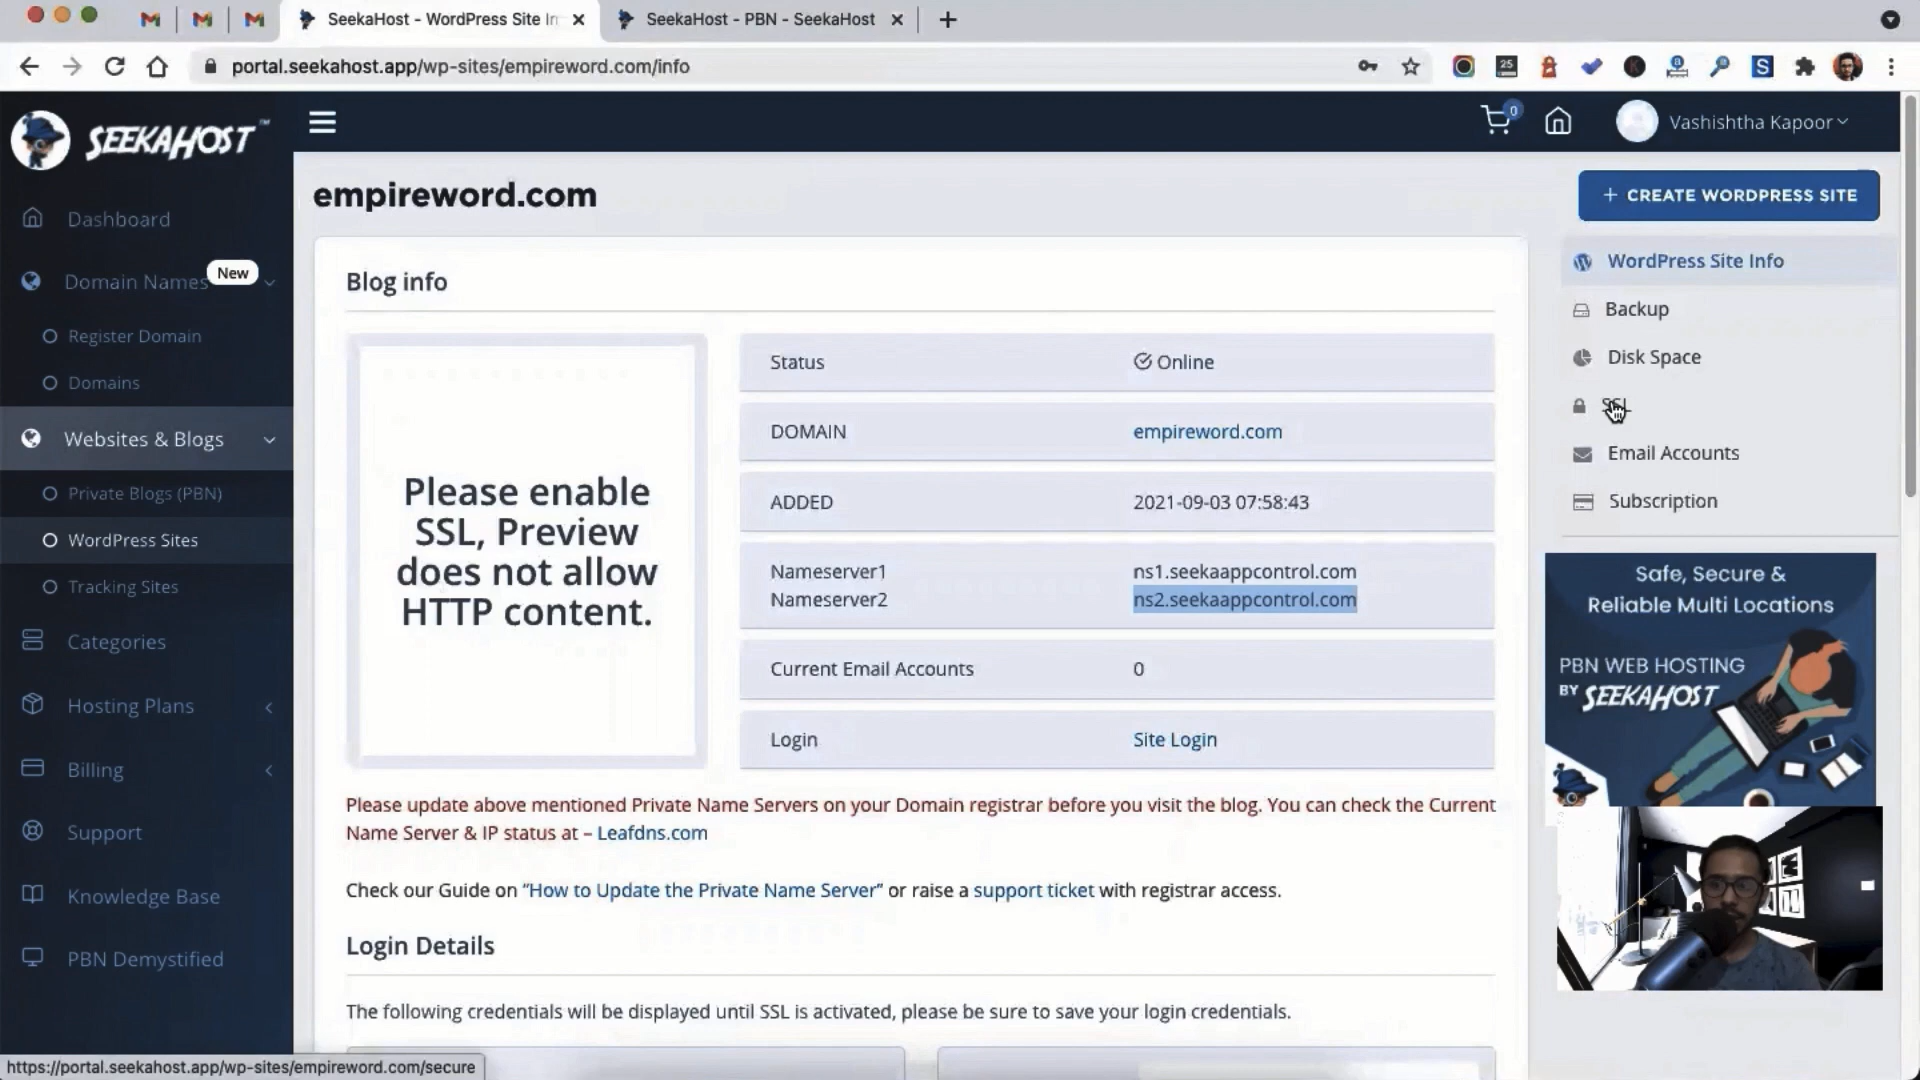 SeekaHost - WordPress Site In
SeekaHost - PBN - SeekaHost
portal.seekahost.app/wp-sites/empireword.com/info
25
S
SEEKAHOST™
0
Vashishtha Kapoor
Dashboard
Domain Names
New
Register Domain
Domains
Websites & Blogs
Private Blogs (PBN)
WordPress Sites
Tracking Sites
Categories
Hosting Plans
Billing
Support
Knowledge Base
PBN Demystified
empireword.com
Blog info
Please enable
SSL, Preview
does not allow
HTTP content.
Status Online
DOMAIN empireword.com
ADDED 2021-09-03 07:58:43
Nameserver1 ns1.seekaappcontrol.com
Nameserver2 ns2.seekaappcontrol.com
Current Email Accounts 0
Login Site Login
Please update above mentioned Private Name Servers on your Domain registrar before you visit the blog. You can check the Current
Name Server & IP status at – Leafdns.com
Check our Guide on “How to Update the Private Name Server” or raise a support ticket with registrar access.
Login Details
The following credentials will be displayed until SSL is activated, please be sure to save your login credentials.
+ CREATE WORDPRESS SITE
WordPress Site Info
Backup
Disk Space
SSL
Email Accounts
Subscription
Safe, Secure &
Reliable Multi Locations
PBN WEB HOSTING
BY SEEKAHOST
https://portal.seekahost.app/wp-sites/empireword.com/secure